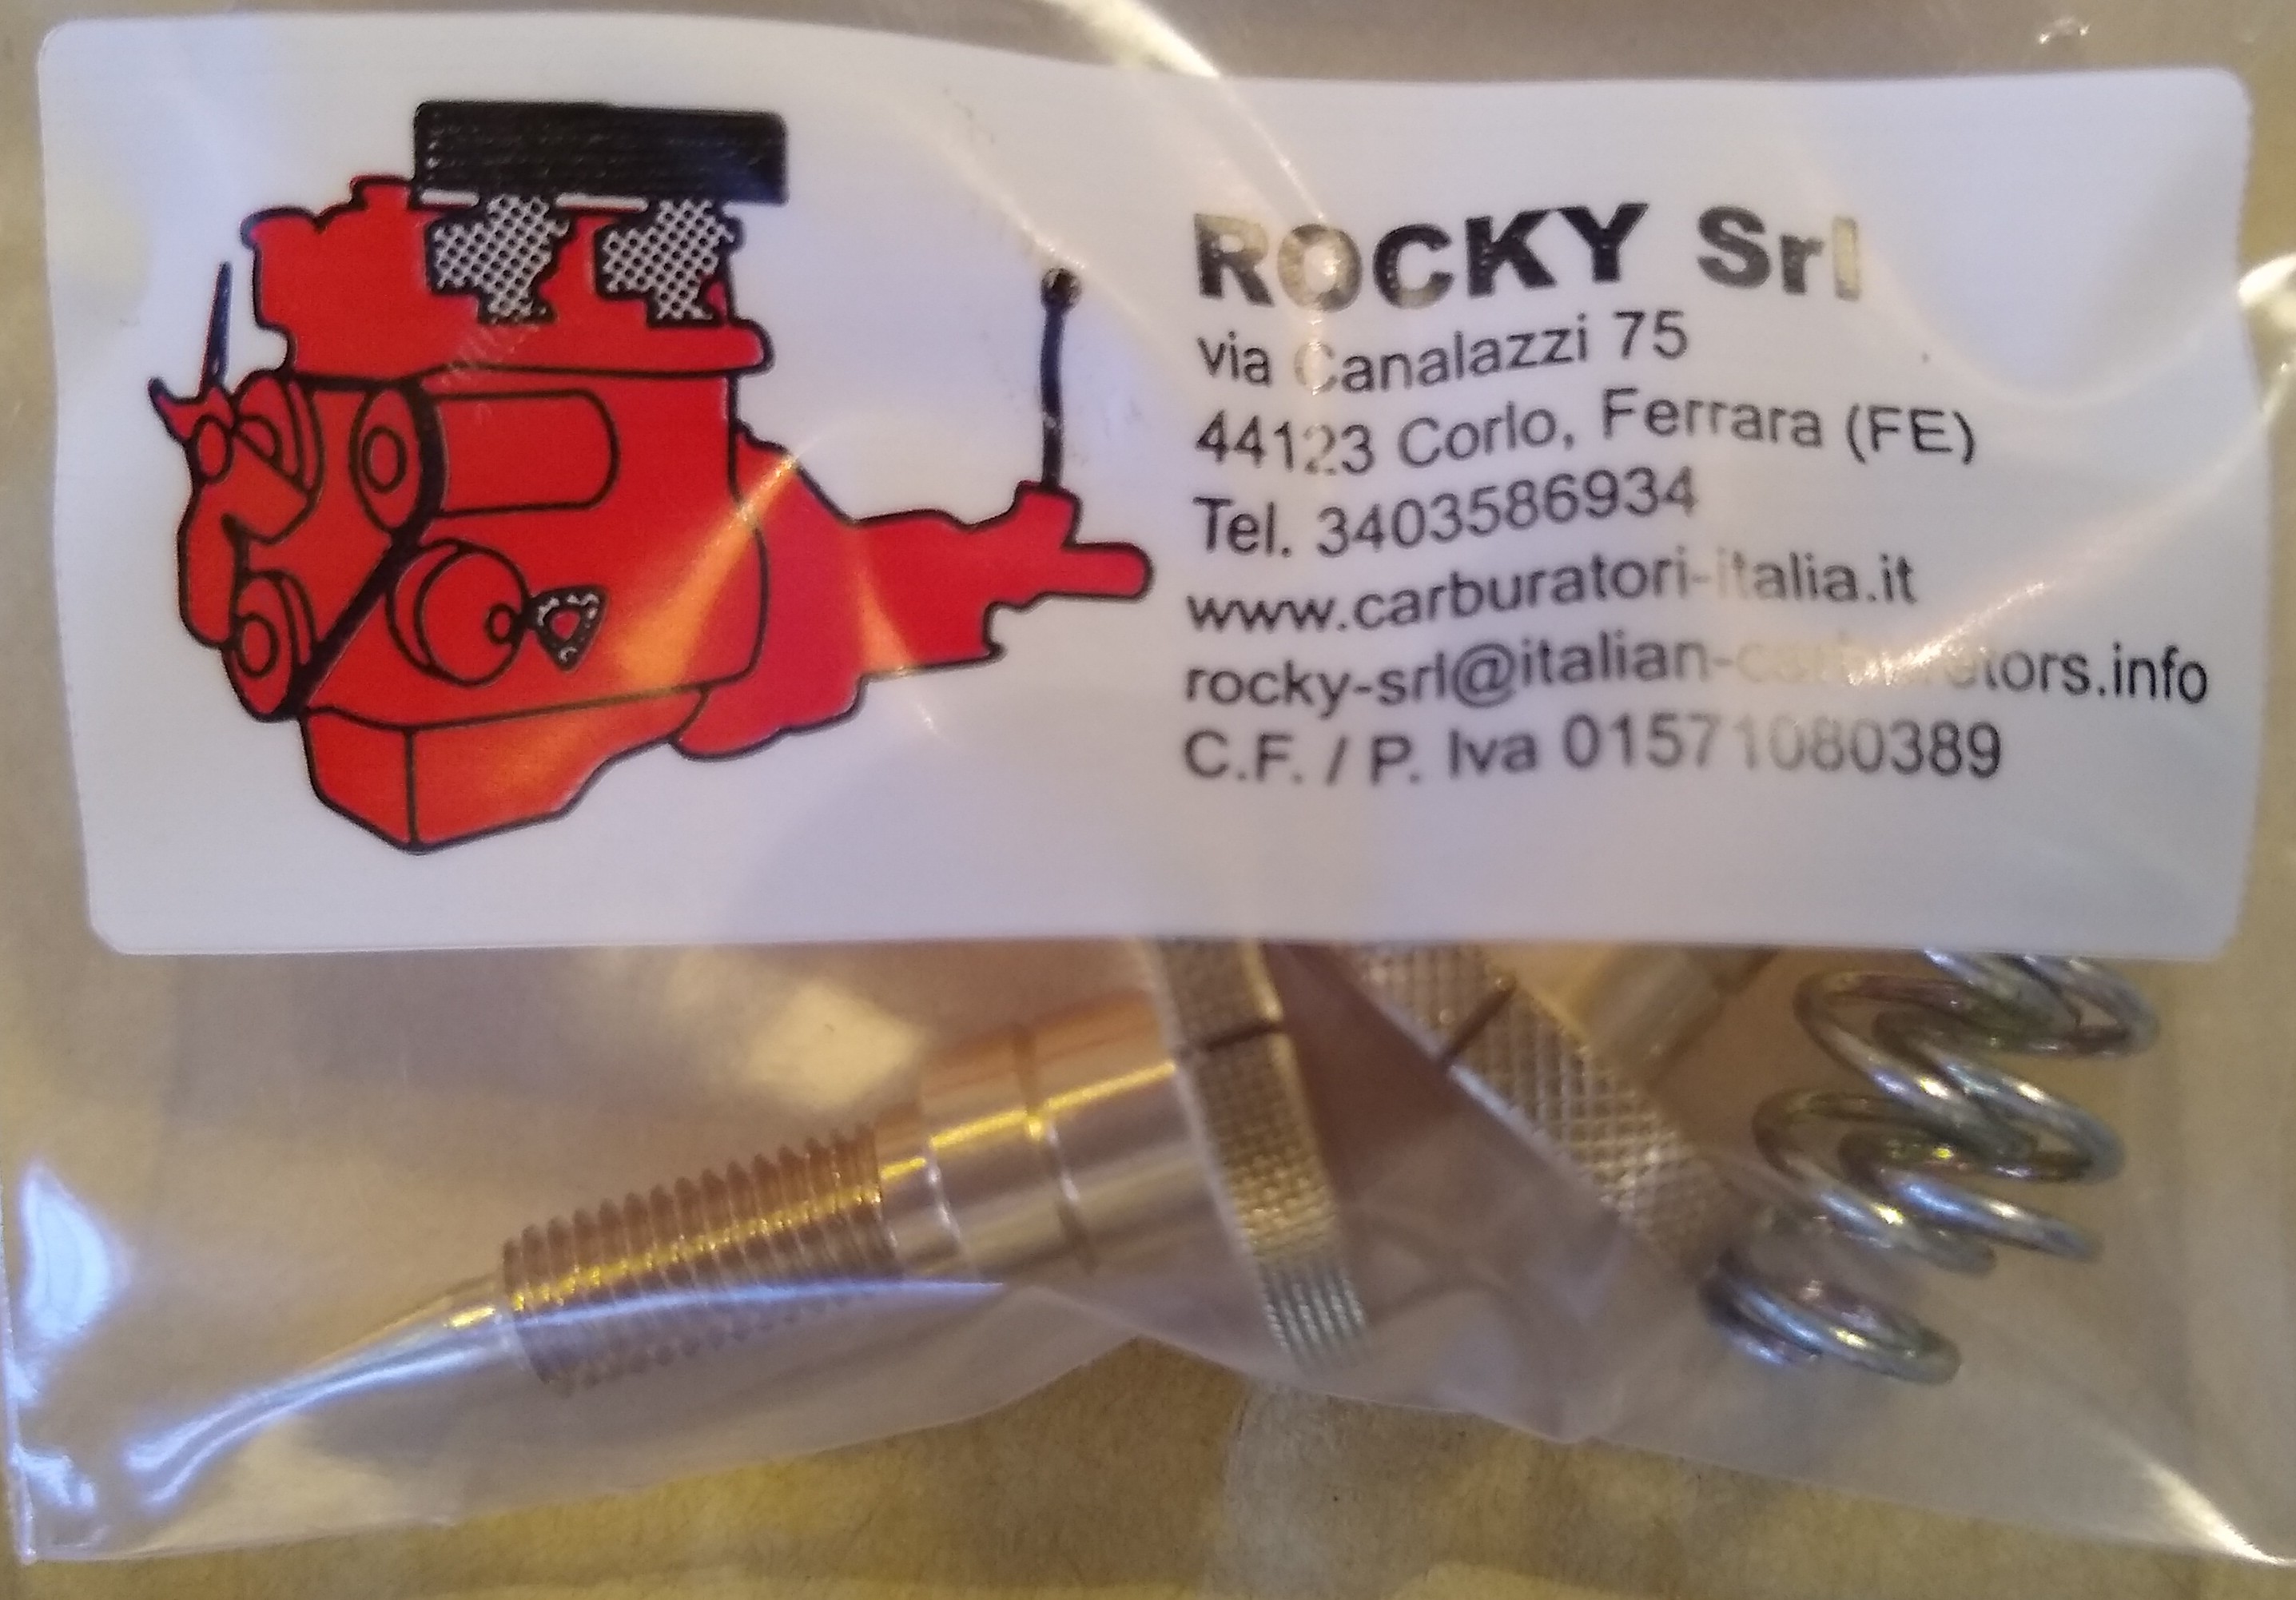 ROCKY Srl
via Canalazzi 75
44123 Corlo, Ferrara (FE)
Tel. 3403586934
www.carburatori-italia.it
rocky-srl@italian-carburetors.info
C.F. / P. Iva 01571080389